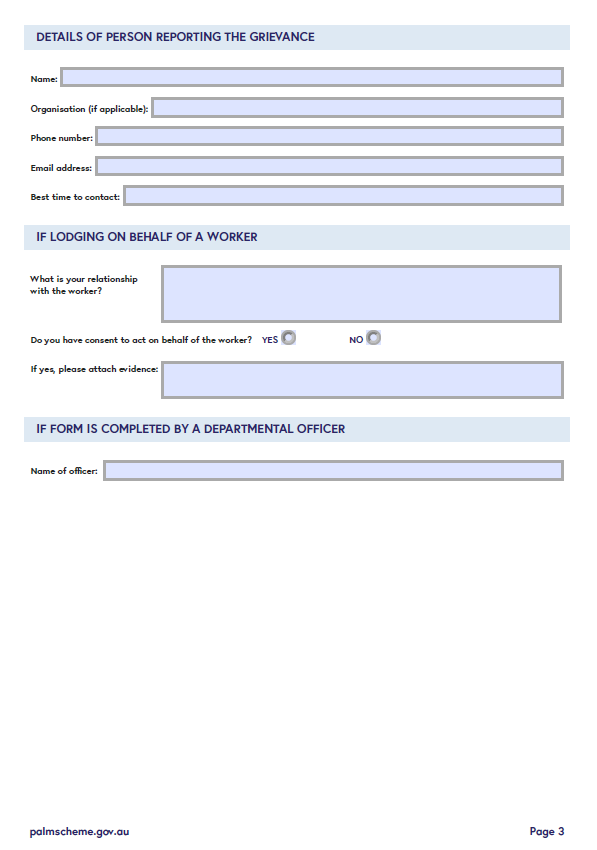 DETAILS OF PERSON REPORTING THE GRIEVANCE
Name:
Organisation (if applicable):
Phone number:
Email address:
Best time to contact:
IF LODGING ON BEHALF OF A WORKER
What is your relationship
with the worker?
Do you have consent to act on behalf of the worker? YES NO
If yes, please attach evidence:
IF FORM IS COMPLETED BY A DEPARTMENTAL OFFICER
Name of officer:
palmscheme.gov.au Page 3